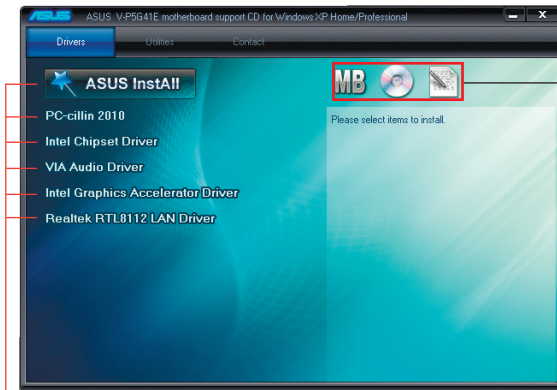 ASUS ASUS V-P5G41E motherboard support CD for Windows XP Home/Professional
Drivers Utilities Contact
ASUS InstAll
MB
Please select items to install.
PC-cillin 2010
Intel Chipset Driver
VIA Audio Driver
Intel Graphics Accelerator Driver
Realtek RTL8112 LAN Driver